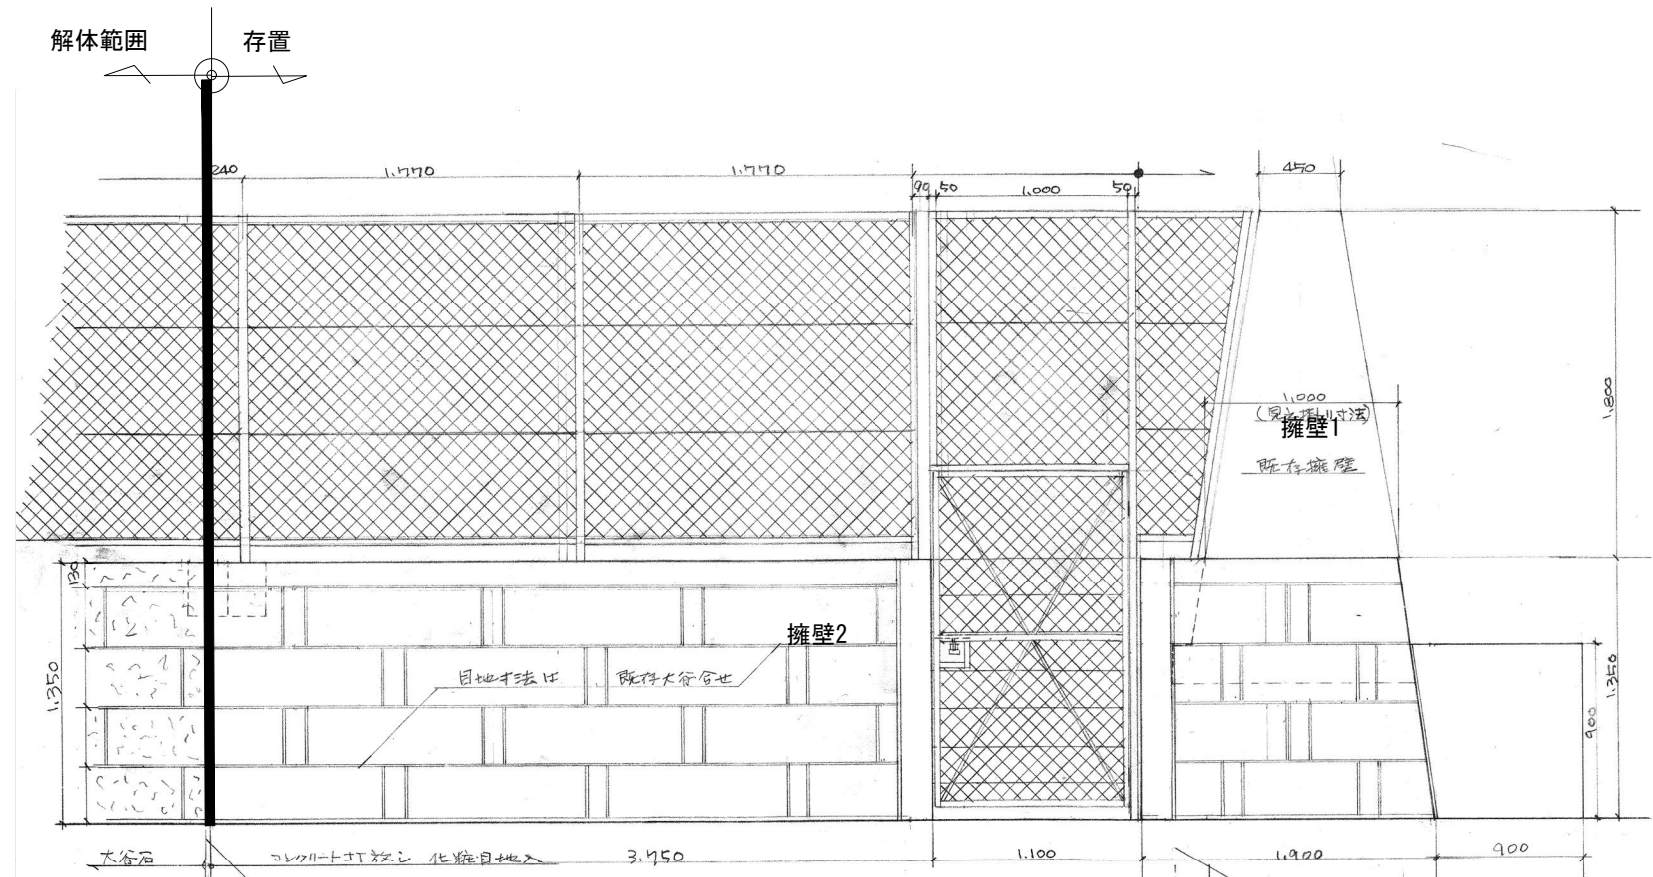 解体範囲 存置
240 1.770 1.770 450
90 50 1.000 50
1.000
(見え掛り寸法)
擁壁1
既存擁壁
1.800
130
擁壁2
目地寸法は 既存大谷合せ
1.350
1.350
900
大谷石 コンクリート打放し 化粧目地入 3.750 1.100 1.900 900